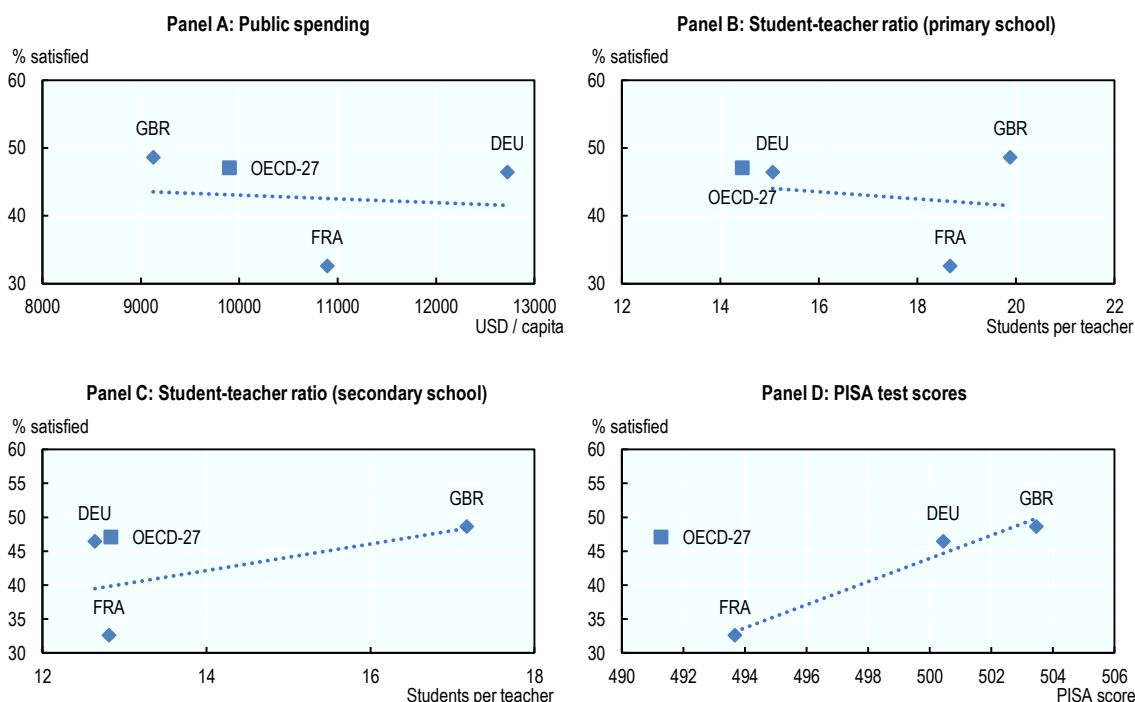 Panel A: Public spending
% satisfied
60
50
40
30
GBR
DEU
OECD-27
FRA
8000 9000 10000 11000 12000 13000
USD / capita
Panel B: Student-teacher ratio (primary school)
% satisfied
60
50
40
30
GBR
DEU
OECD-27
FRA
12 14 16 18 20 22
Students per teacher
Panel C: Student-teacher ratio (secondary school)
% satisfied
60
55
50
45
40
35
30
GBR
DEU
OECD-27
FRA
12 14 16 18
Students per teacher
Panel D: PISA test scores
% satisfied
60
55
50
45
40
35
30
GBR
DEU
OECD-27
FRA
490 492 494 496 498 500 502 504 506
PISA score